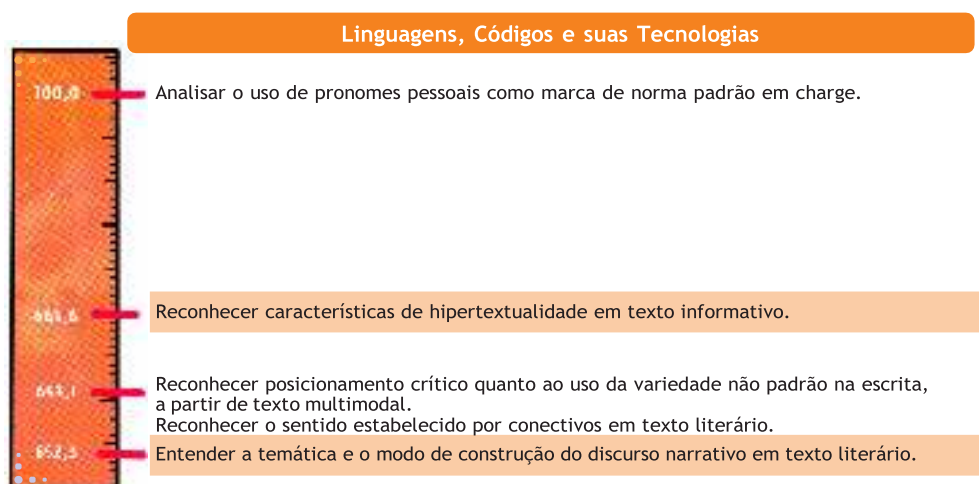 Linguagens, Códigos e suas Tecnologias
Analisar o uso de pronomes pessoais como marca de norma padrão em charge.
Reconhecer características de hipertextualidade em texto informativo.
Reconhecer posicionamento crítico quanto ao uso da variedade não padrão na escrita,
a partir de texto multimodal.
Reconhecer o sentido estabelecido por conectivos em texto literário.
Entender a temática e o modo de construção do discurso narrativo em texto literário.